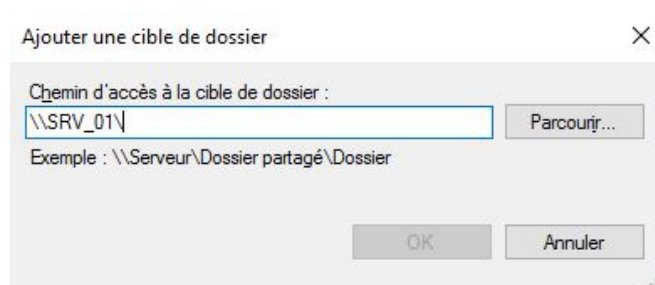 Ajouter une cible de dossier
Chemin d'accès à la cible de dossier :
\\SRV_01\
Parcourir...
Exemple : \\Serveur\Dossier partagé\Dossier
OK
Annuler